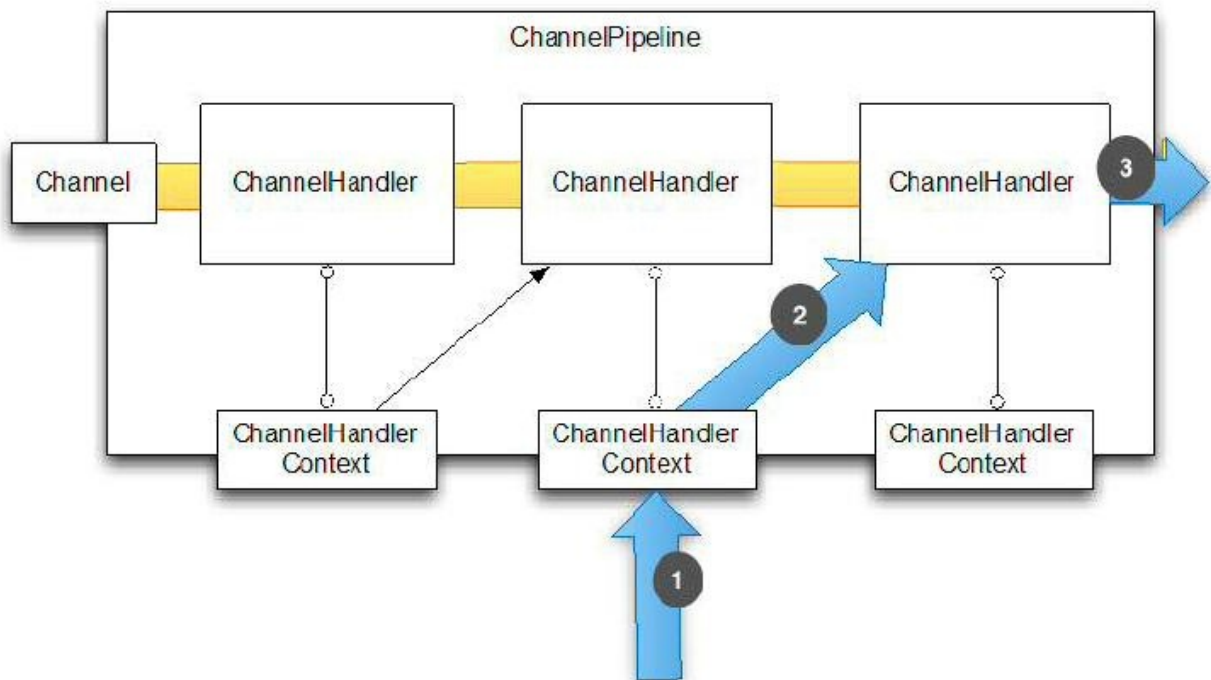 ChannelPipeline
Channel
ChannelHandler
ChannelHandler
ChannelHandler
3
2
ChannelHandler
Context
ChannelHandler
Context
ChannelHandler
Context
1